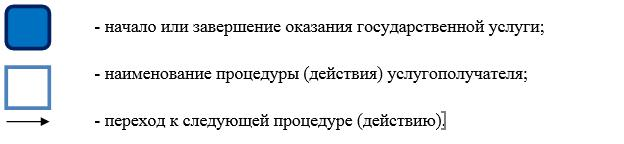 - начало или завершение оказания государственной услуги;
- наименование процедуры (действия) услугополучателя;
- переход к следующей процедуре (действию).